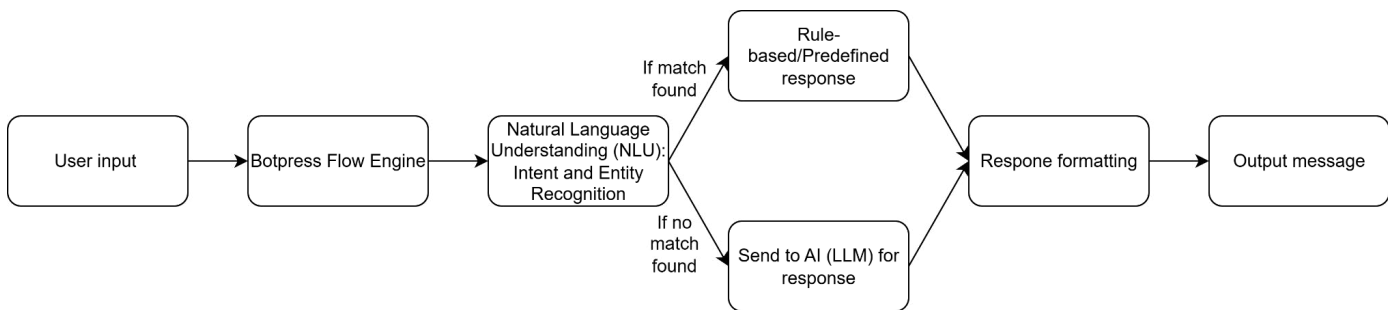 User input
Botpress Flow Engine
Natural Language
Understanding (NLU):
Intent and Entity
Recognition
If match
found
Rule-
based/Predefined
response
If no
match
found
Send to AI (LLM) for
response
Respone formatting
Output message